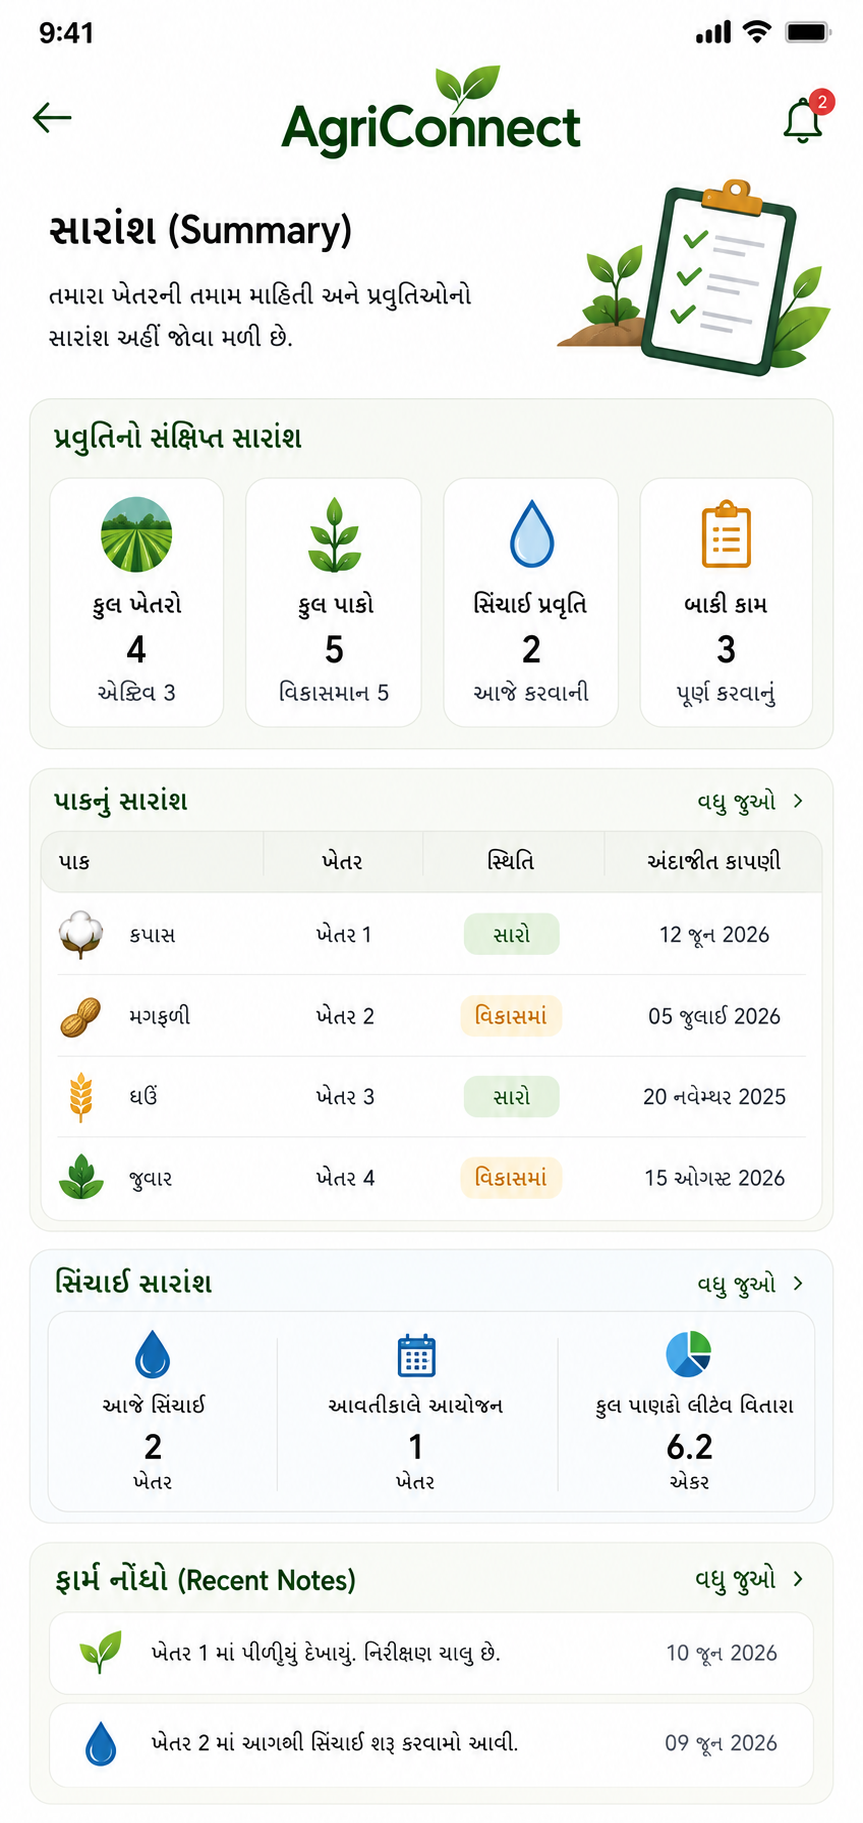 9:41
AgriConnect
2
સારાંશ (Summary)
તમારા ખેતરની તમામ માહિતી અને પ્રવુતિઓનો
સારાંશ અહીં જોવા મળી છે.
પ્રવુતિનો સંક્ષિપ્ત સારાંશ
કુલ ખેતરો
4
એક્ટિવ 3
કુલ પાકો
5
વિકાસમાન 5
સિંચાઈ પ્રવૃતિ
2
આજે કરવાની
બાકી કામ
3
પૂર્ણ કરવાનું
પાકનું સારાંશ
વધુ જુઓ
પાક ખેતર સ્થિતિ અંદાજીત કાપણી
કપાસ ખેતર 1 સારો 12 જૂન 2026
મગફળી ખેતર 2 વિકાસમાં 05 જુલાઈ 2026
ઘઉં ખેતર 3 સારો 20 નવેમ્બર 2025
જુવાર ખેતર 4 વિકાસમાં 15 ઓગસ્ટ 2026
સિંચાઈ સારાંશ
વધુ જુઓ
આજે સિંચાઈ
2
ખેતર
આવતીકાલે આયોજન
1
ખેતર
કુલ લીટેવ વિતારા
6.2
એકર
ફાર્મ નોંધો (Recent Notes)
વધુ જુઓ
ખેતર 1 માં દેખાયું. નિરીક્ષણ ચાલુ છે.
10 જૂન 2026
ખેતર 2 માં સિંચાઈ શરૂ કરવામો આવી.
09 જૂન 2026